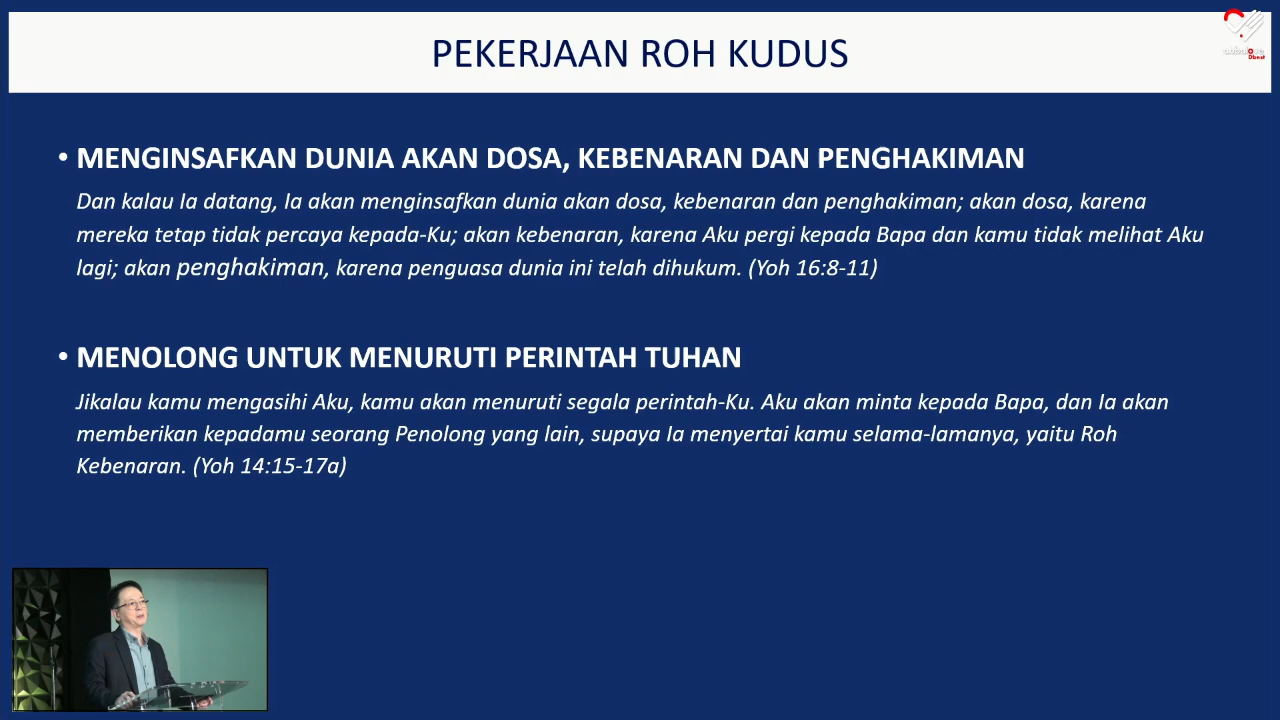 PEKERJAAN ROH KUDUS
• MENGINSAFKAN DUNIA AKAN DOSA, KEBENARAN DAN PENGHAKIMAN
Dan kalau Ia datang, Ia akan menginsafkan dunia akan dosa, kebenaran dan penghakiman; akan dosa, karena
mereka tetap tidak percaya kepada-Ku; akan kebenaran, karena Aku pergi kepada Bapa dan kamu tidak melihat Aku
lagi; akan penghakiman, karena penguasa dunia ini telah dihukum. (Yoh 16:8-11)
• MENOLONG UNTUK MENURUTI PERINTAH TUHAN
Jikalau kamu mengasihi Aku, kamu akan menuruti segala perintah-Ku. Aku akan minta kepada Bapa, dan Ia akan
memberikan kepadamu seorang Penolong yang lain, supaya Ia menyertai kamu selama-lamanya, yaitu Roh
Kebenaran. (Yoh 14:15-17a)